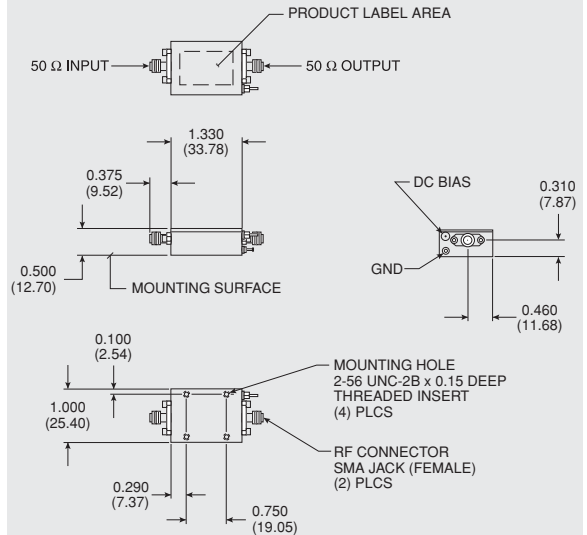 PRODUCT LABEL AREA
50 Ω INPUT
50 Ω OUTPUT
1.330
(33.78)
0.375
(9.52)
DC BIAS
0.310
(7.87)
0.500
(12.70)
MOUNTING SURFACE
GND
0.460
(11.68)
0.100
(2.54)
MOUNTING HOLE
2-56 UNC-2B x 0.15 DEEP
THREADED INSERT
(4) PLCS
1.000
(25.40)
RF CONNECTOR
SMA JACK (FEMALE)
(2) PLCS
0.290
(7.37)
0.750
(19.05)